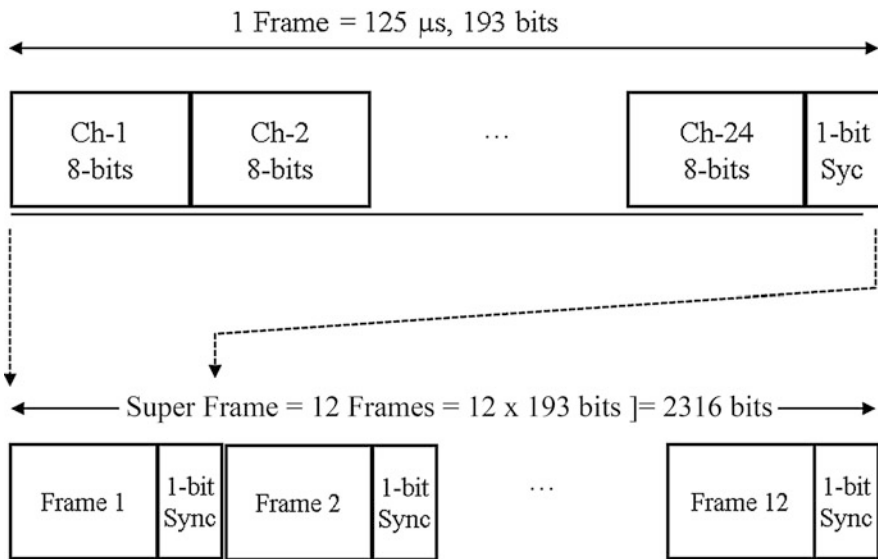 1 Frame = 125 μs, 193 bits
Ch-1
8-bits
Ch-2
8-bits
...
Ch-24
8-bits
1-bit
Syc
Super Frame = 12 Frames = 12 x 193 bits ]= 2316 bits
Frame 1
1-bit
Sync
Frame 2
1-bit
Sync
...
Frame 12
1-bit
Sync